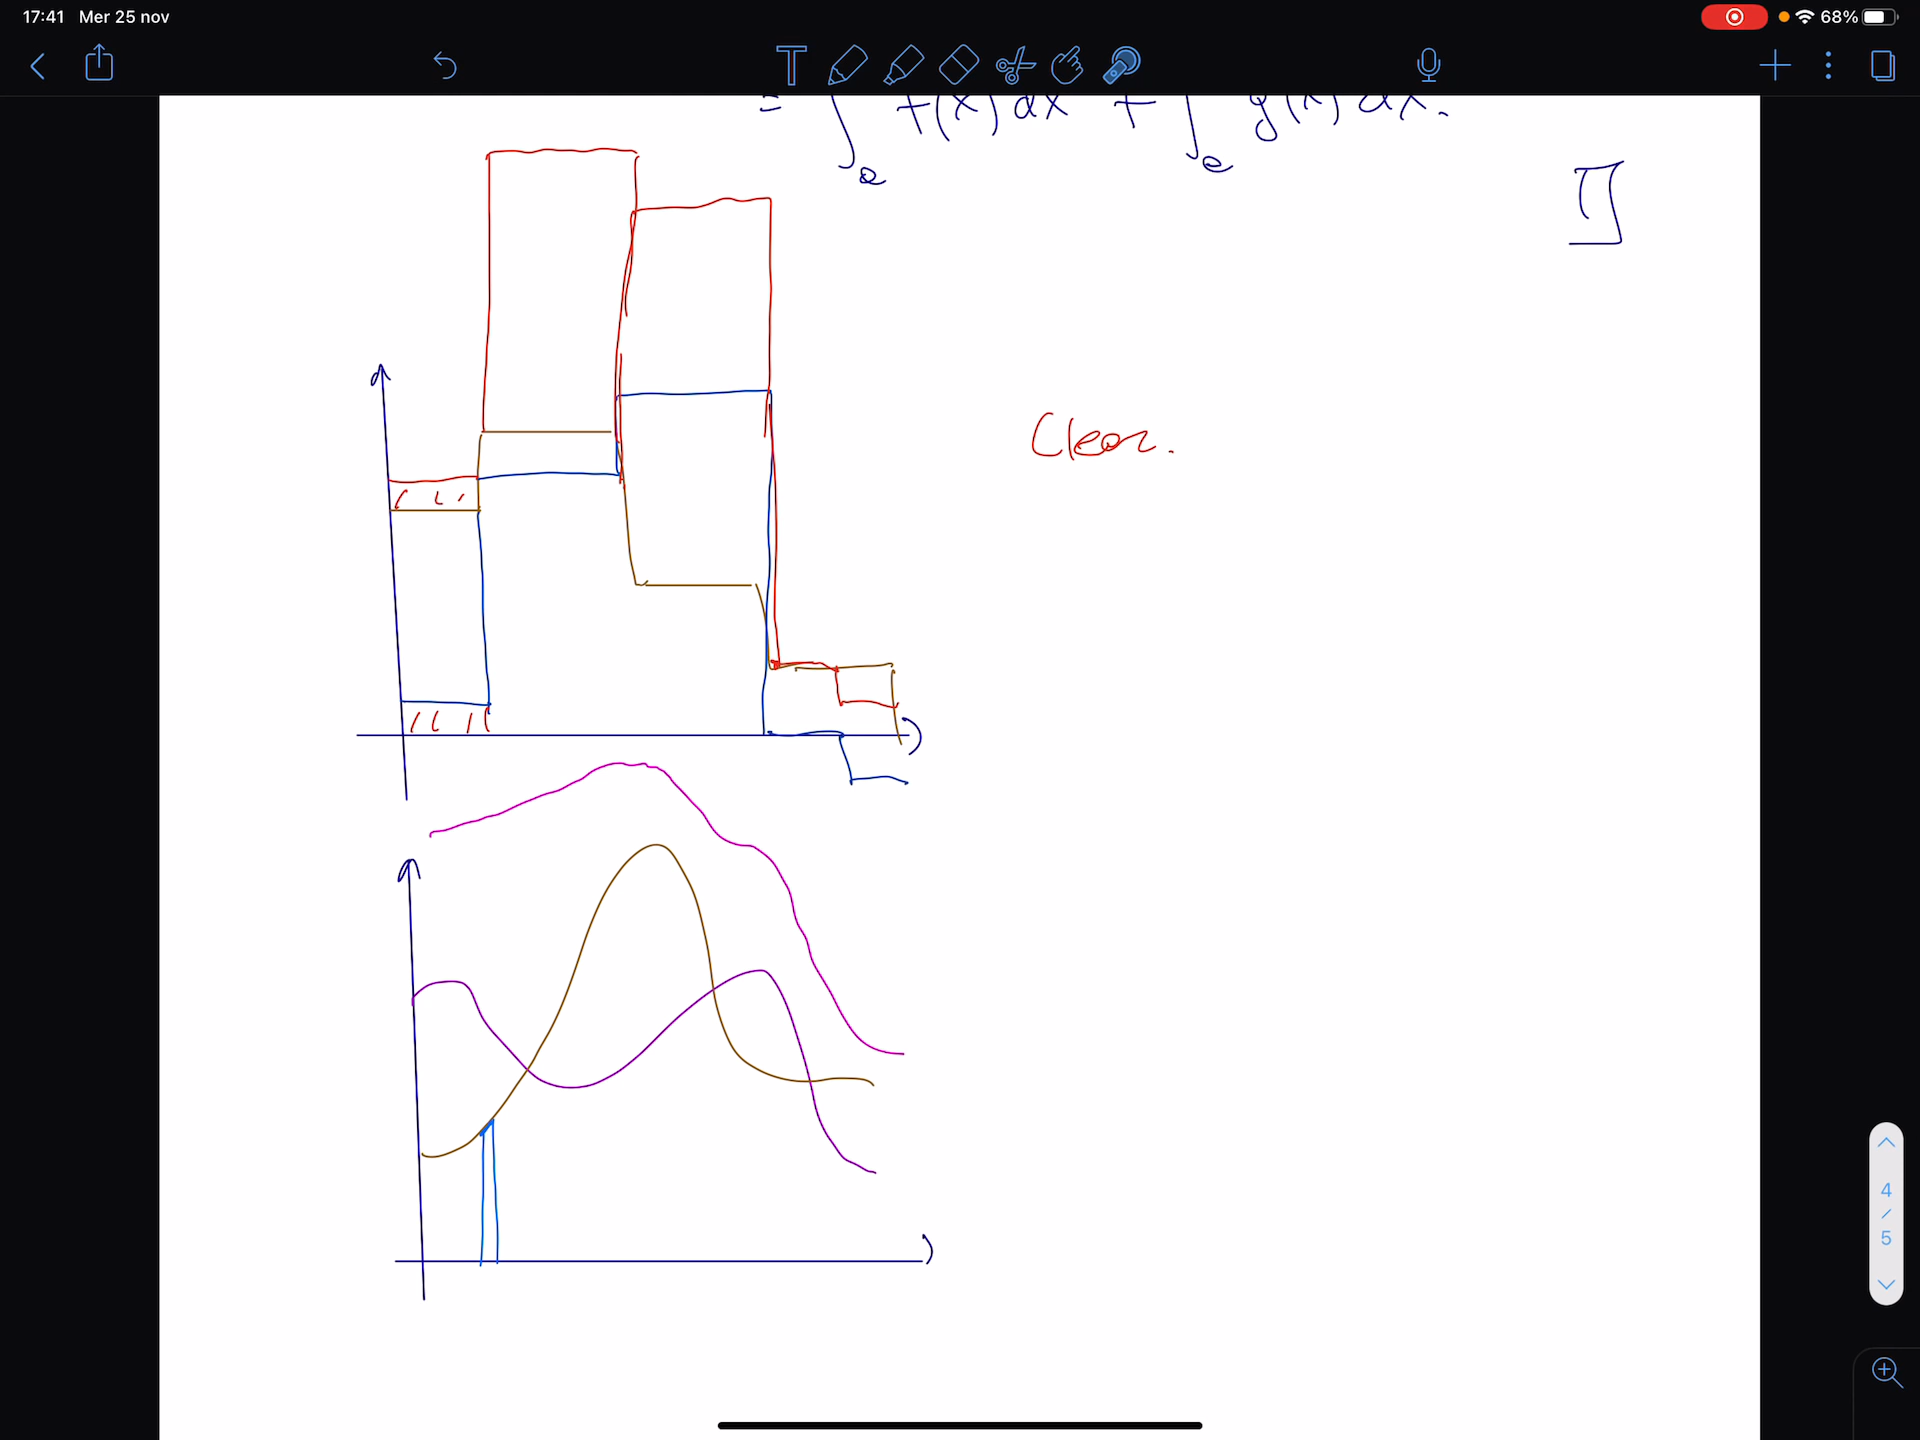 17:41 Mer 25 nov
68%
= ∫ₐ f(x) dx + ∫ₐ g(x) dx.
Clear.
4
/
5